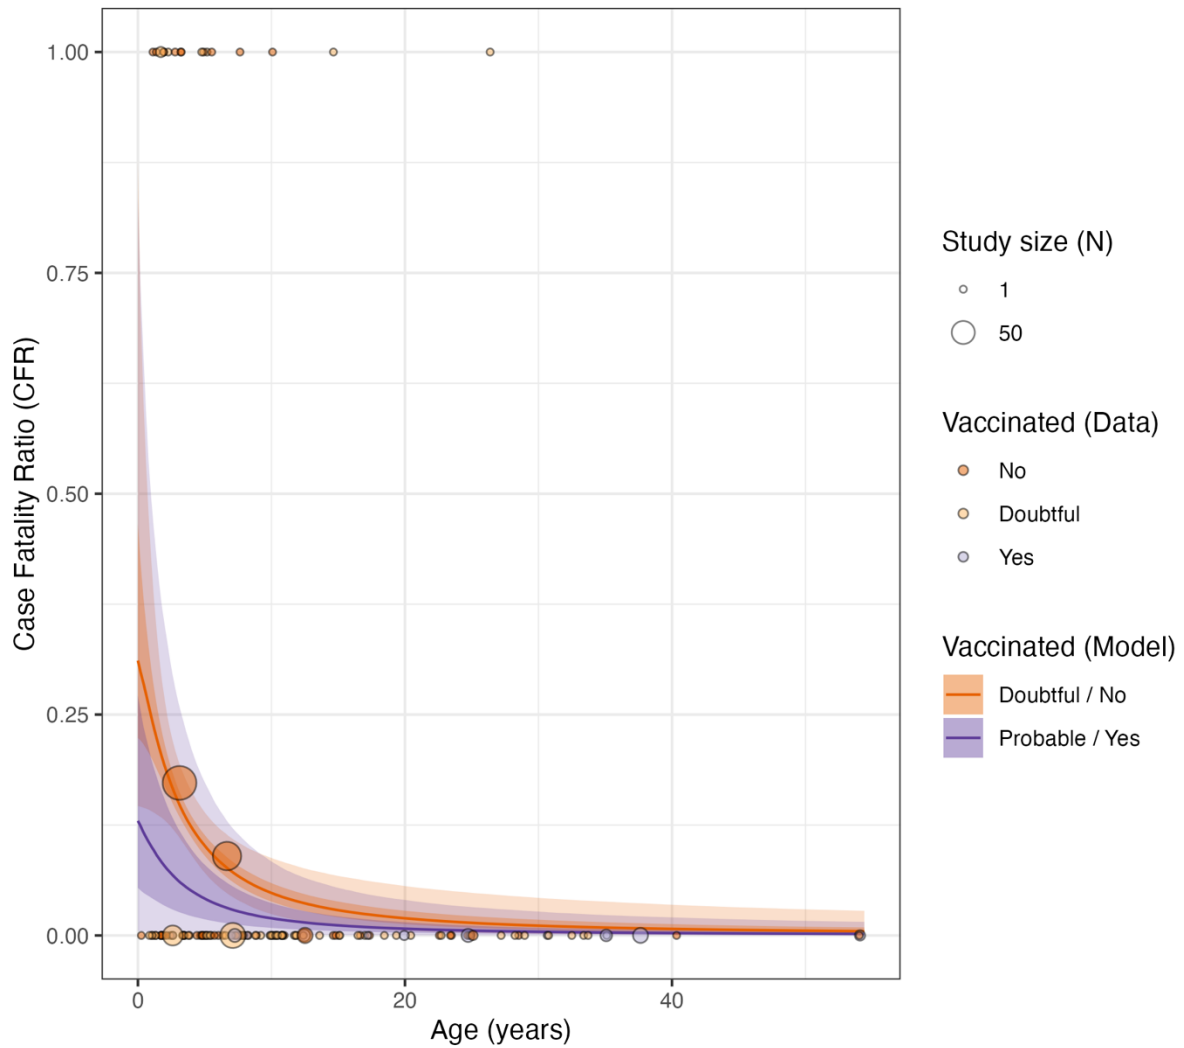 1.00
0.75
0.50
0.25
0.00
Case Fatality Ratio (CFR)
0
20
40
Age (years)
Study size (N)
1
50
Vaccinated (Data)
No
Doubtful
Yes
Vaccinated (Model)
Doubtful / No
Probable / Yes